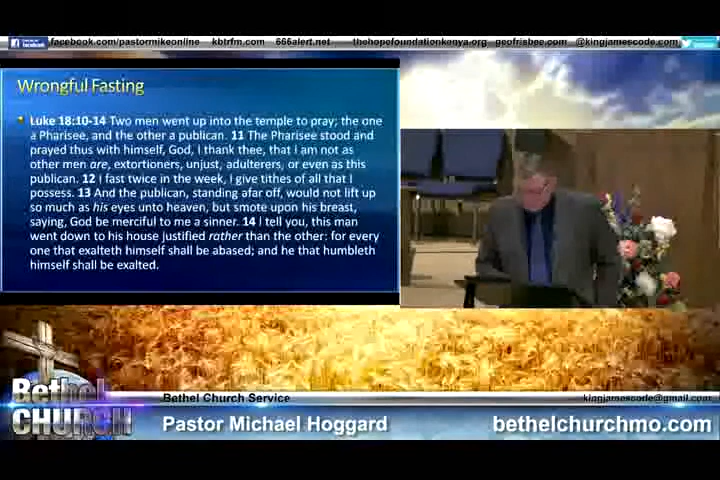 facebook.com/pastormikeonline kbtrfm.com 666alert.net thehopefoundationkenya.org geofrisbee.com @kingjamescode.com
Wrongful Fasting
Luke 18:10-14 Two men went up into the temple to pray; the one
a Pharisee, and the other a publican. 11 The Pharisee stood and
prayed thus with himself, God, I thank thee, that I am not as
other men are, extortioners, unjust, adulterers, or even as this
publican. 12 I fast twice in the week, I give tithes of all that I
possess. 13 And the publican, standing afar off, would not lift up
so much as his eyes unto heaven, but smote upon his breast,
saying, God be merciful to me a sinner. 14 I tell you, this man
went down to his house justified rather than the other: for every
one that exalteth himself shall be abased; and he that humbleth
himself shall be exalted.
Bethel
CHURCH
Bethel Church Service kingjamescode@gmail.com
Pastor Michael Hoggard bethelchurchmo.com